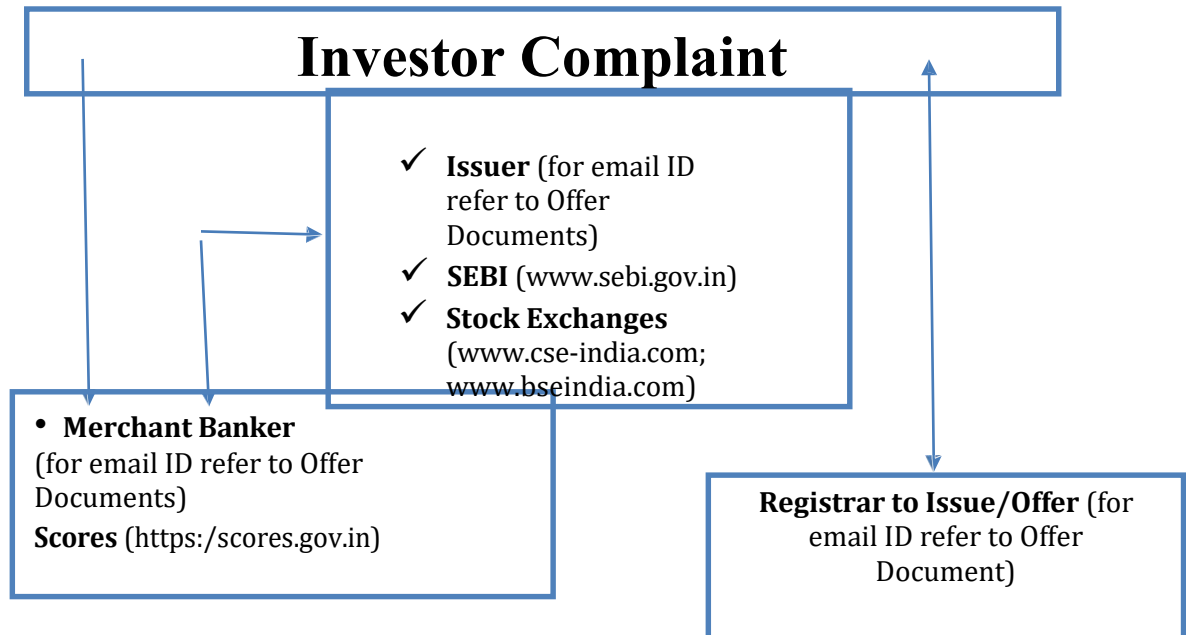 Investor Complaint
✓ Issuer (for email ID
refer to Offer
Documents)
✓ SEBI (www.sebi.gov.in)
✓ Stock Exchanges
(www.cse-india.com;
www.bseindia.com)
• Merchant Banker
(for email ID refer to Offer
Documents)
Scores (https:/scores.gov.in)
Registrar to Issue/Offer (for
email ID refer to Offer
Document)